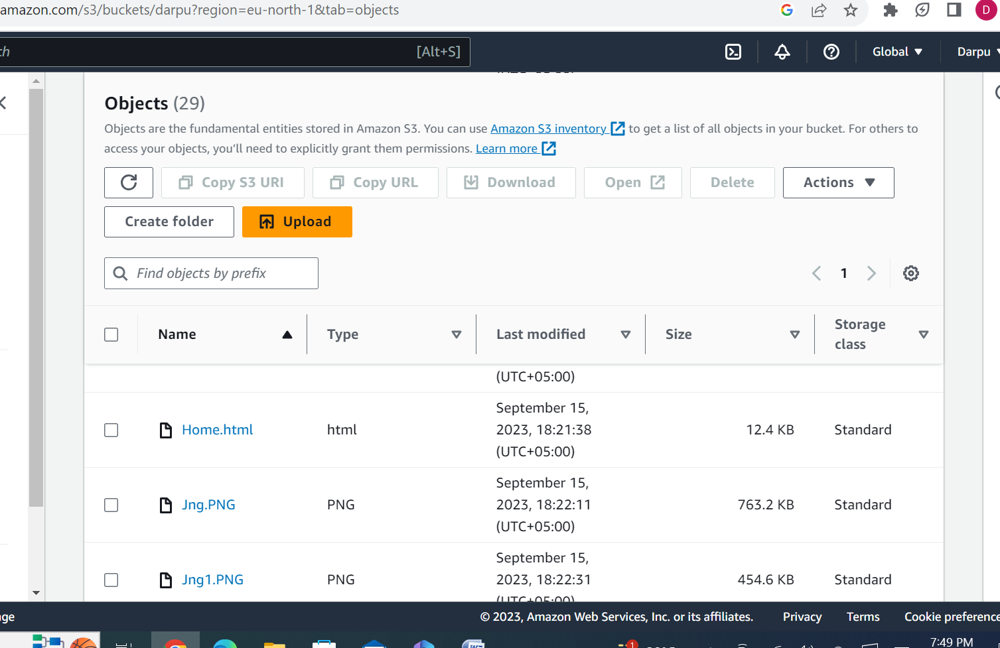 amazon.com/s3/buckets/darpu?region=eu-north-1&tab=objects
D
ch
[Alt+S]
Global
Darpu
Objects (29)
Objects are the fundamental entities stored in Amazon S3. You can use Amazon S3 inventory to get a list of all objects in your bucket. For others to
access your objects, you’ll need to explicitly grant them permissions. Learn more
Copy S3 URI
Copy URL
Download
Open
Delete
Actions
Create folder
Upload
Find objects by prefix
1
Name
Type
Last modified
Size
Storage
class
(UTC+05:00)
Home.html
html
September 15,
2023, 18:21:38
(UTC+05:00)
12.4 KB
Standard
Jng.PNG
PNG
September 15,
2023, 18:22:11
(UTC+05:00)
763.2 KB
Standard
Jng1.PNG
PNG
September 15,
2023, 18:22:31
(UTC+05:00)
454.6 KB
Standard
ge
© 2023, Amazon Web Services, Inc. or its affiliates.
Privacy
Terms
Cookie preference
1
7:49 PM